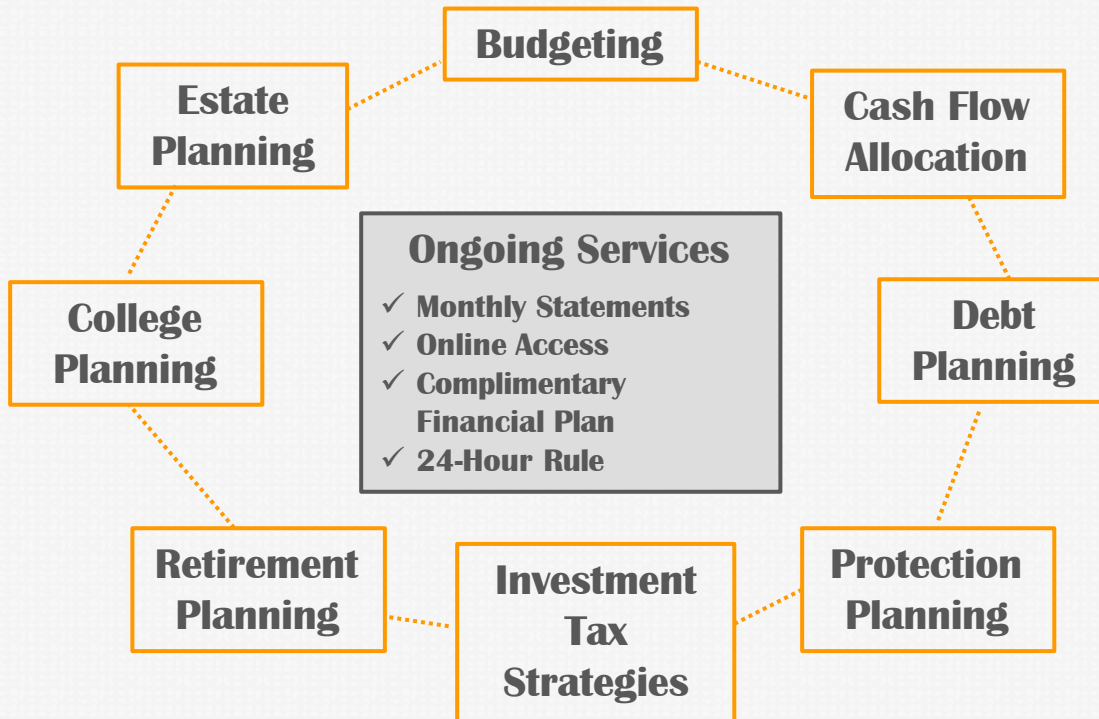 Budgeting
Estate
Planning
Cash Flow
Allocation
Ongoing Services
✓ Monthly Statements
✓ Online Access
✓ Complimentary
Financial Plan
✓ 24-Hour Rule
College
Planning
Debt
Planning
Retirement
Planning
Investment
Tax
Strategies
Protection
Planning